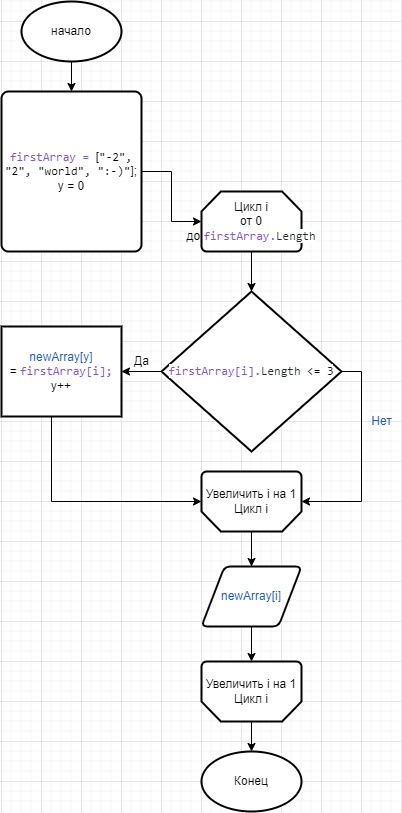 начало
firstArray = ["-2",
"2", "world", ":-)"];
y = 0
Цикл i
от 0
до firstArray.Length
firstArray[i].Length <= 3
Да
newArray[y]
= firstArray[i];
y++
Нет
Увеличить i на 1
Цикл i
newArray[i]
Увеличить i на 1
Цикл i
Конец